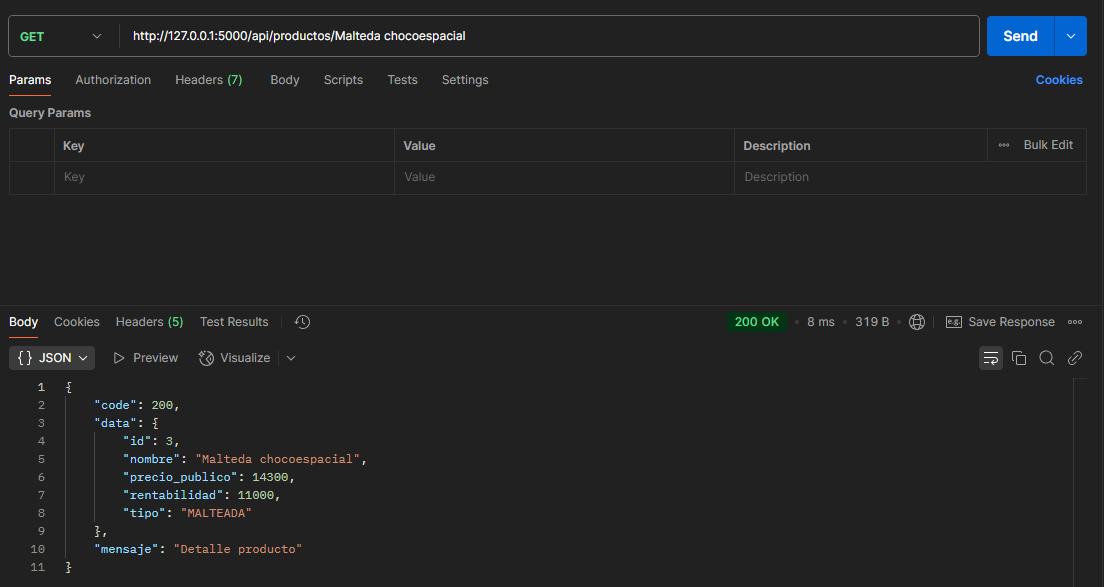 GET http://127.0.0.1:5000/api/productos/Malteda chocoespacial Send
Params Authorization Headers (7) Body Scripts Tests Settings Cookies
Query Params
Key Value Description Bulk Edit
Key Value Description
Body Cookies Headers (5) Test Results 200 OK • 8 ms • 319 B • e.g. Save Response
{} JSON Preview Visualize
1 {
2 "code": 200,
3 "data": {
4 "id": 3,
5 "nombre": "Malteda chocoespacial",
6 "precio_publico": 14300,
7 "rentabilidad": 11000,
8 "tipo": "MALTEADA"
9 },
10 "mensaje": "Detalle producto"
11 }